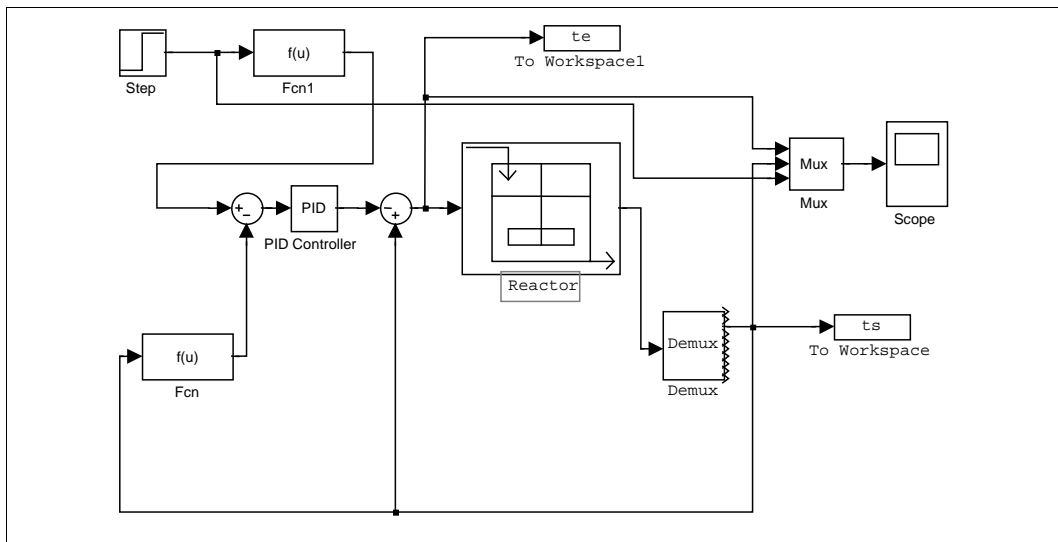 te
To Workspace1
f(u)
Step
Fcn1
Mux
Mux
Scope
+
−
PID
−
+
PID Controller
Reactor
Demux
Demux
ts
To Workspace
f(u)
Fcn